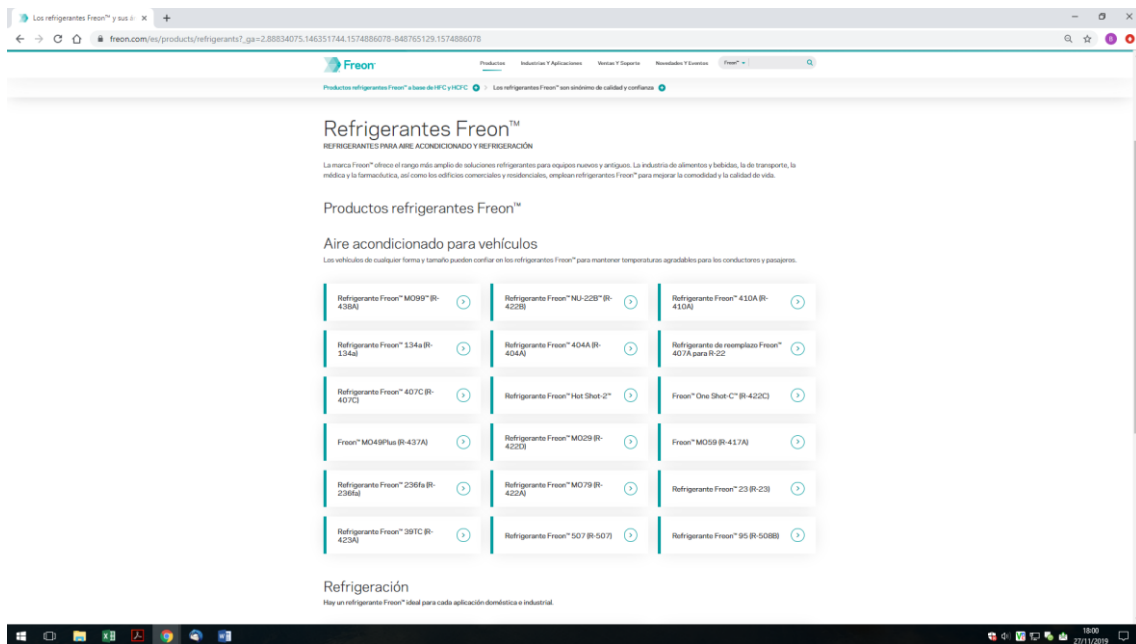 Los refrigerantes Freon™ y sus
freon.com/es/products/refrigerants?_ga=2.88834075.146351744.1574886078-848765129.1574886078
Freon™
Productos Industrias Y Aplicaciones Ventas Y Soporte Novedades Y Eventos Freon™
Productos refrigerantes Freon™ a base de HFC y HCFC > Los refrigerantes Freon™ son sinónimo de calidad y confianza
Refrigerantes Freon™
REFRIGERANTES PARA AIRE ACONDICIONADO Y REFRIGERACIÓN
La marca Freon™ ofrece el rango más amplio de soluciones refrigerantes para equipos nuevos y antiguos. La industria de alimentos y bebidas, la de transporte, la
médica y la farmacéutica, así como los edificios comerciales y residenciales, emplean refrigerantes Freon™ para mejorar la comodidad y la calidad de vida.
Productos refrigerantes Freon™
Aire acondicionado para vehículos
Los vehículos de cualquier forma y tamaño pueden confiar en los refrigerantes Freon™ para mantener temperaturas agradables para los conductores y pasajeros.
Refrigerante Freon™ MO99™ (R-
438A)
Refrigerante Freon™ NU-22B™ (R-
422B)
Refrigerante Freon™ 410A (R-
410A)
Refrigerante Freon™ 134a (R-
134a)
Refrigerante Freon™ 404A (R-
404A)
Refrigerante de reemplazo Freon™
407A para R-22
Refrigerante Freon™ 407C (R-
407C)
Refrigerante Freon™ Hot Shot-2™
Freon™ One Shot-C™ (R-422C)
Freon™ MO49Plus (R-437A)
Refrigerante Freon™ MO29 (R-
422D)
Freon™ MO59 (R-417A)
Refrigerante Freon™ 236fa (R-
236fa)
Refrigerante Freon™ MO79 (R-
422A)
Refrigerante Freon™ 23 (R-23)
Refrigerante Freon™ 39TC (R-
423A)
Refrigerante Freon™ 507 (R-507)
Refrigerante Freon™ 95 (R-508B)
Refrigeración
Hay un refrigerante Freon™ ideal para cada aplicación doméstica e industrial.
18:00
27/11/2019